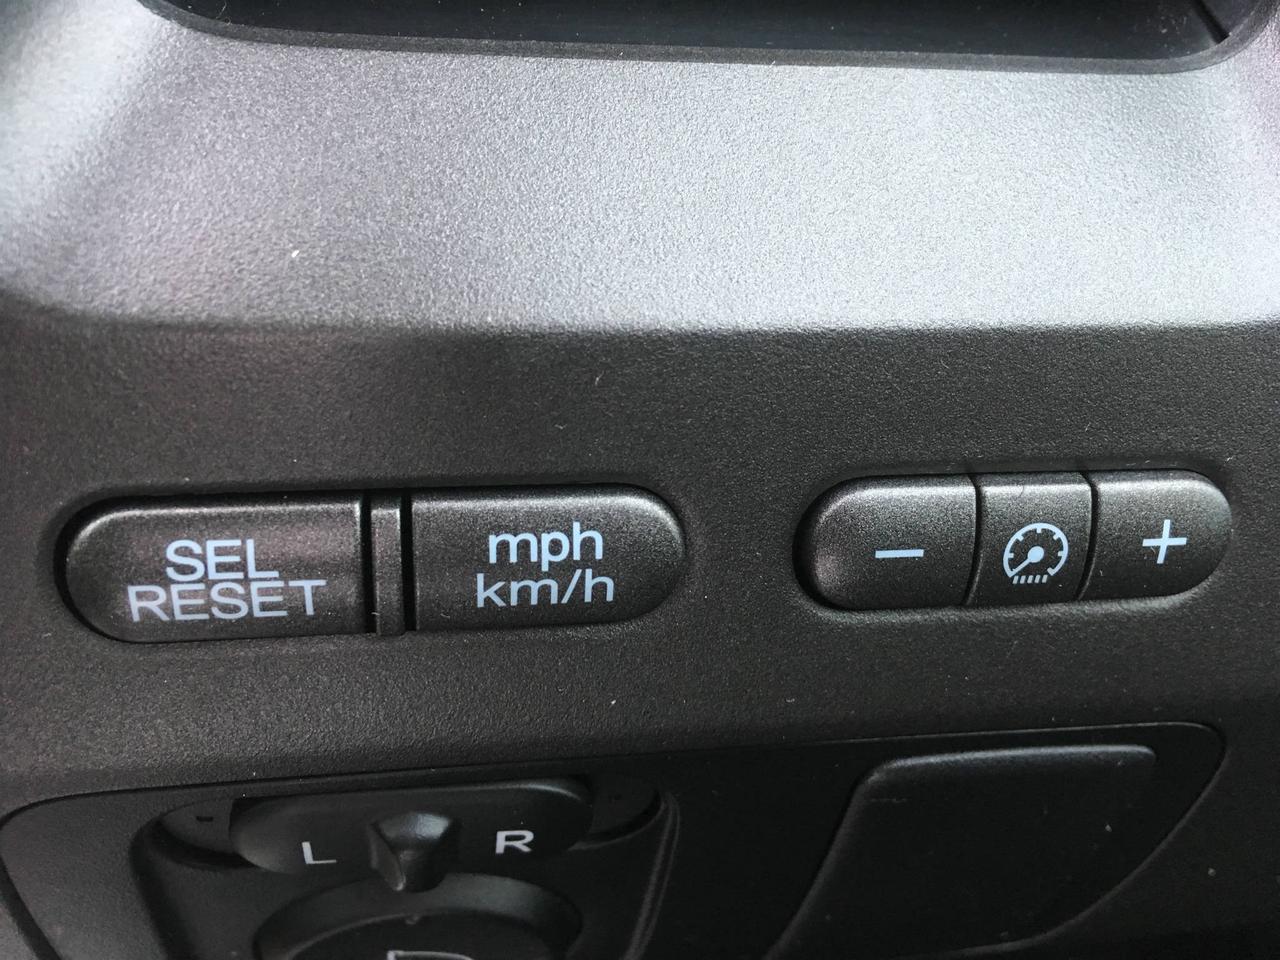 SEL
RESET
mph
km/h
− +
L R